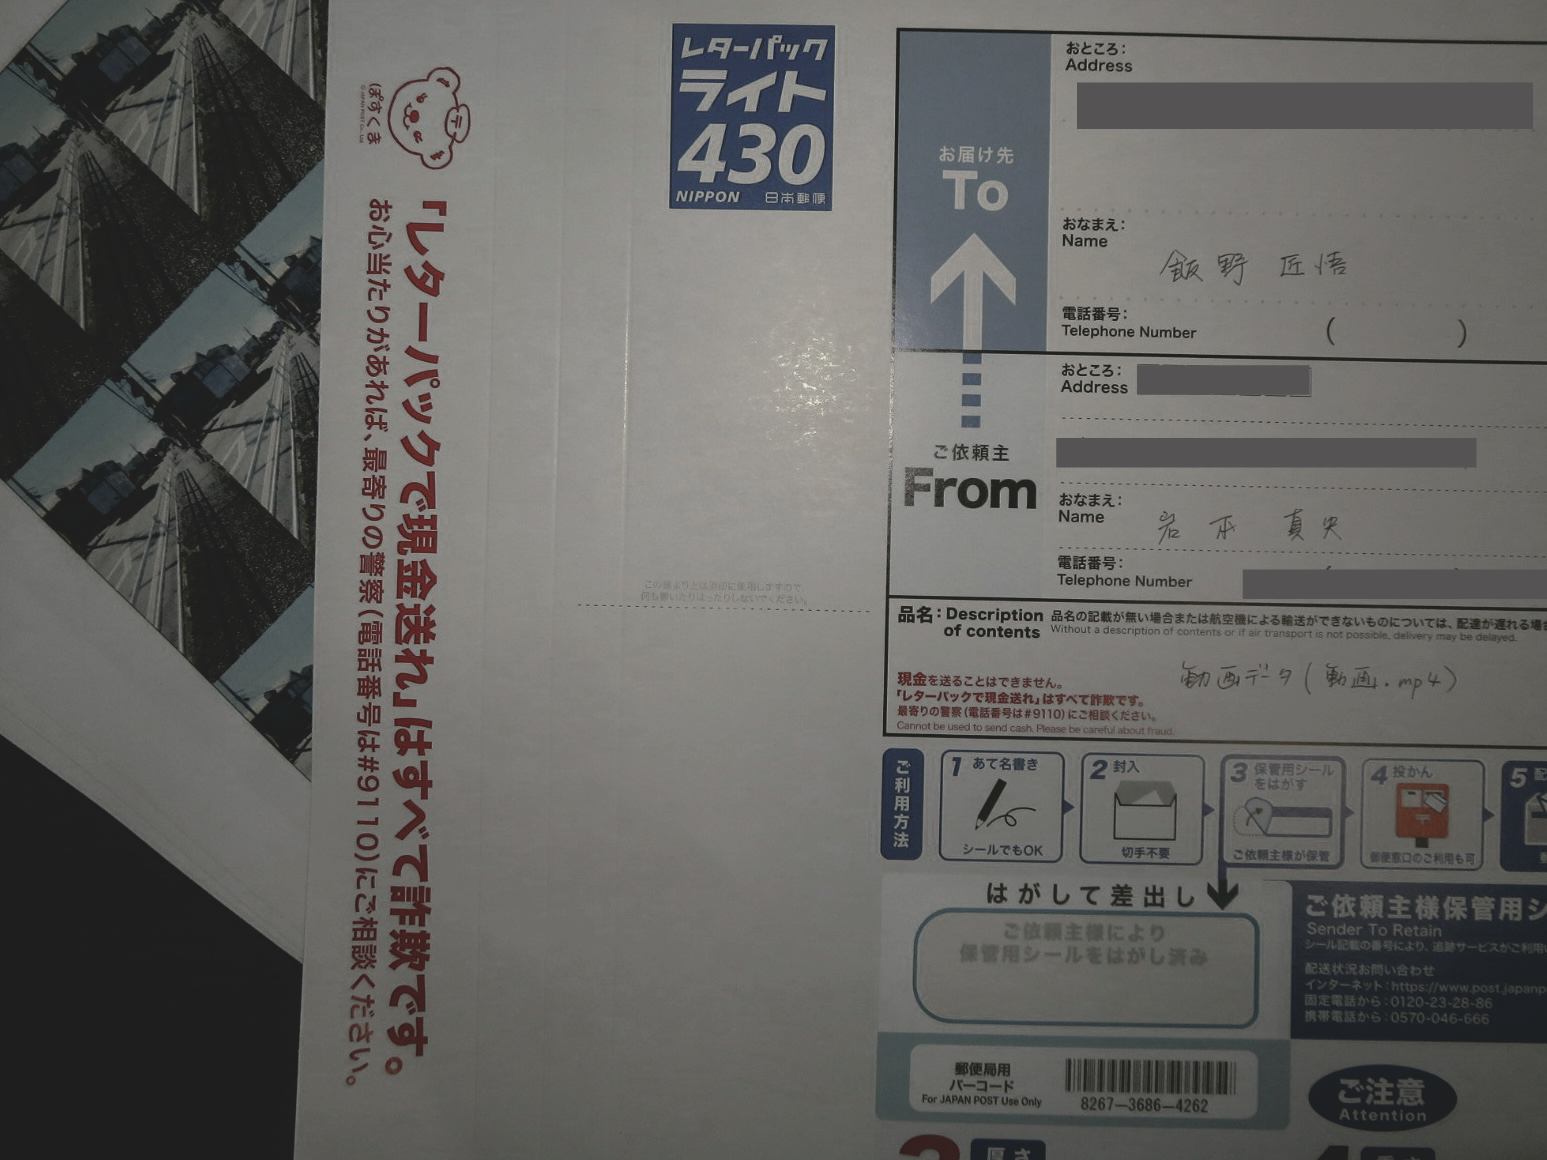 ぽすくま
「レターパックで現金送れ」はすべて詐欺です。
お心当たりがあれば、最寄りの警察(電話番号は#9110)にご相談ください。
レターパック
ライト
430
NIPPON 日本郵便
お届け先
To
おところ:
Address
おなまえ:
Name
飯野 匠悟
電話番号:
Telephone Number
( )
ご依頼主
From
おところ:
Address
おなまえ:
Name
岩本 真央
電話番号:
Telephone Number
この線より上は消印に使用しますので
何も書いたりはったりしないでください。
品名:Description
of contents
品名の記載が無い場合または航空機による輸送ができないものについては、配達が遅れる場合
Without a description of contents or if air transport is not possible, delivery may be delayed.
動画データ(動画.mp4)
現金を送ることはできません。
「レターパックで現金送れ」はすべて詐欺です。
最寄りの警察(電話番号は#9110)にご相談ください。
Cannot be used to send cash. Please be careful about fraud.
ご利用方法
1 あて名書き
シールでもOK
2 封入
切手不要
3 保管用シール
をはがす
ご依頼主様が保管
4 投かん
郵便窓口のご利用も可
5
はがして差出し
ご依頼主様により
保管用シールをはがし済み
ご依頼主様保管用シ
Sender To Retain
シール記載の番号により、追跡サービスがご利用
配送状況お問い合わせ
インターネット:https://www.post.japanp
固定電話から:0120-23-28-86
携帯電話から:0570-046-666
郵便局用
バーコード
For JAPAN POST Use Only
8267-3686-4262
ご注意
Attention
厚さ